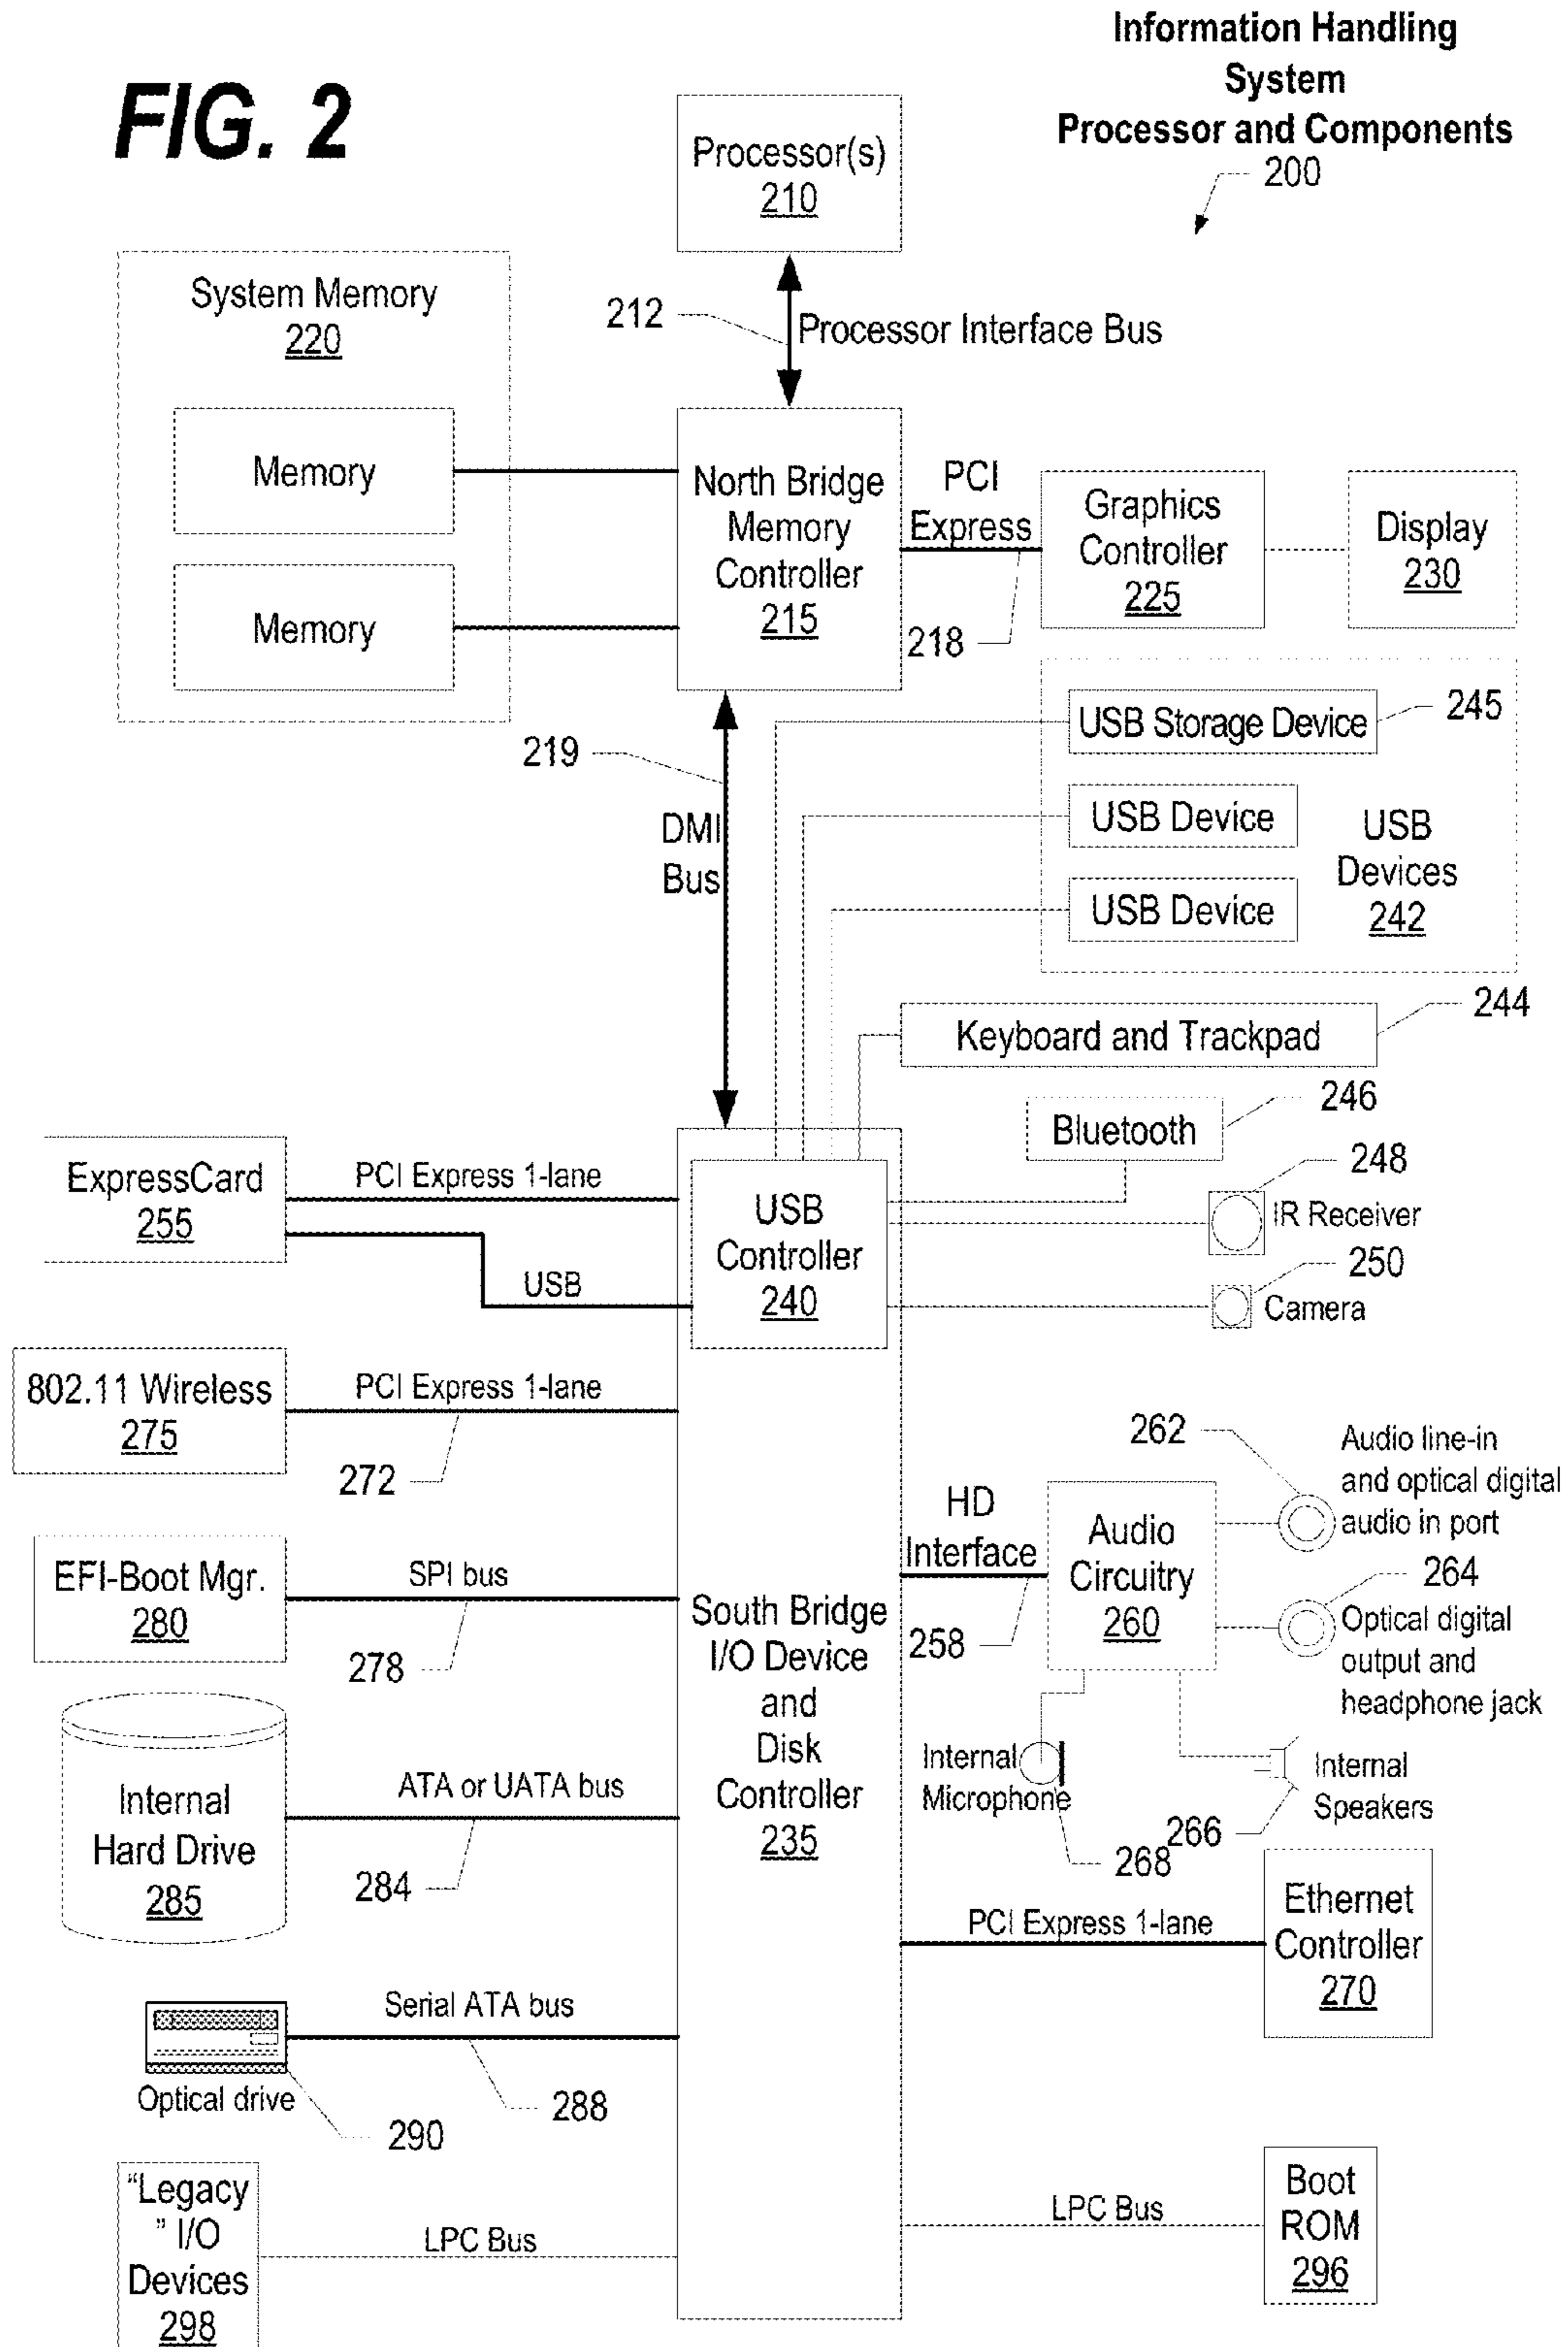 Information Handling
System
Processor and Components
200
FIG. 2
Processor(s)
210
System Memory
220
212
Processor Interface Bus
Memory
Memory
North Bridge
Memory
Controller
215
PCI
Express
218
Graphics
Controller
225
Display
230
219
DMI
Bus
USB Storage Device
245
USB Device
USB Device
USB
Devices
242
Keyboard and Trackpad
244
Bluetooth
246
248
IR Receiver
250
Camera
ExpressCard
255
PCI Express 1-lane
USB
USB
Controller
240
802.11 Wireless
275
PCI Express 1-lane
272
EFI-Boot Mgr.
280
SPI bus
278
South Bridge
I/O Device
and
Disk
Controller
235
HD
Interface
258
Audio
Circuitry
260
262
Audio line-in
and optical digital
audio in port
264
Optical digital
output and
headphone jack
Internal
Microphone
268
Internal
Speakers
266
Internal
Hard Drive
285
ATA or UATA bus
284
PCI Express 1-lane
Ethernet
Controller
270
Serial ATA bus
288
Optical drive
290
“Legacy
” I/O
Devices
298
LPC Bus
LPC Bus
Boot
ROM
296